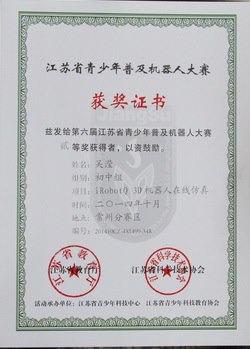 江苏省青少年普及机器人大赛
获奖证书
兹发给第六届江苏省青少年普及机器人大赛
贰等奖获得者，以资鼓励。
姓名：吴滢
组别：初中组
项目：iRobotQ 3D机器人在线仿真
时间：二〇一四年十月
地点：常州分赛区
编号：
江苏省教育厅 江苏省科学技术协会
活动承办单位：江苏省青少年科技中心 江苏省青少年科技教育协会